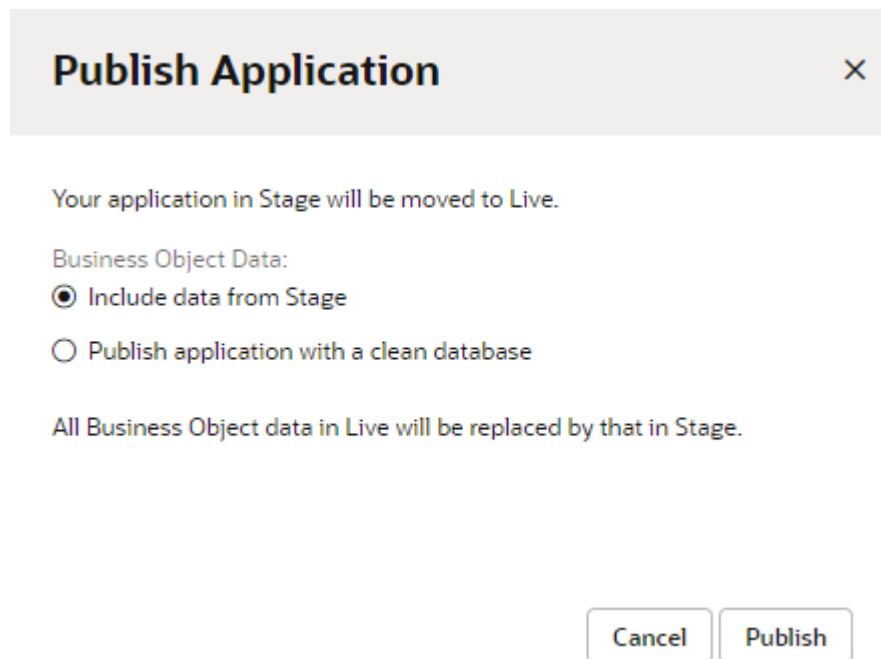 Publish Application
Your application in Stage will be moved to Live.
Business Object Data:
Include data from Stage
Publish application with a clean database
All Business Object data in Live will be replaced by that in Stage.
Cancel Publish